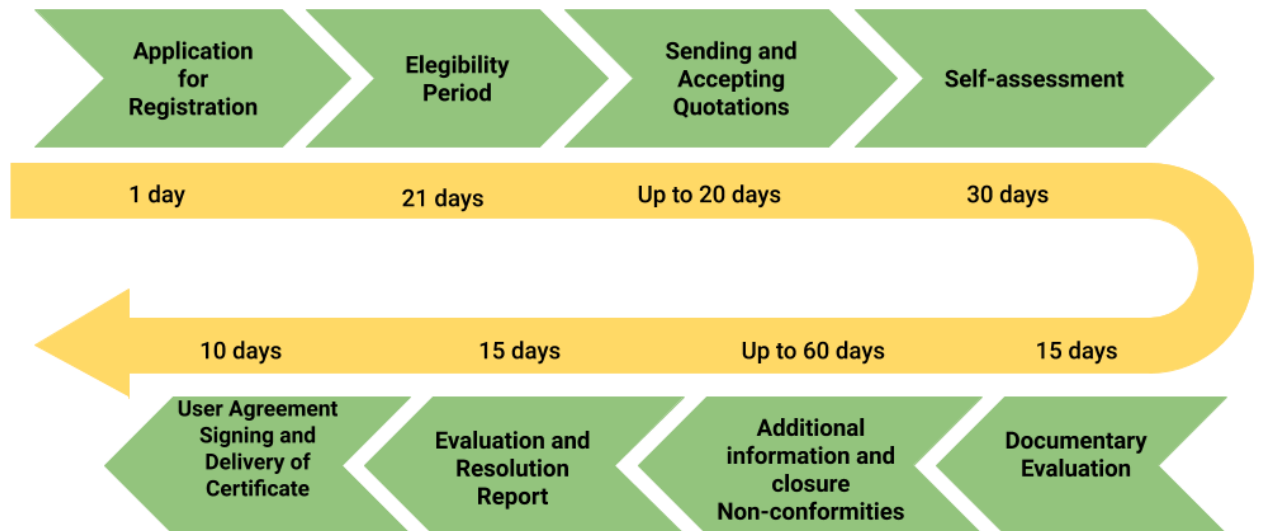 Application
for
Registration
Elegibility
Period
Sending and
Accepting
Quotations
Self-assessment
1 day
21 days
Up to 20 days
30 days
10 days
15 days
Up to 60 days
15 days
User Agreement
Signing and
Delivery of
Certificate
Evaluation and
Resolution
Report
Additional
information and
closure
Non-conformities
Documentary
Evaluation